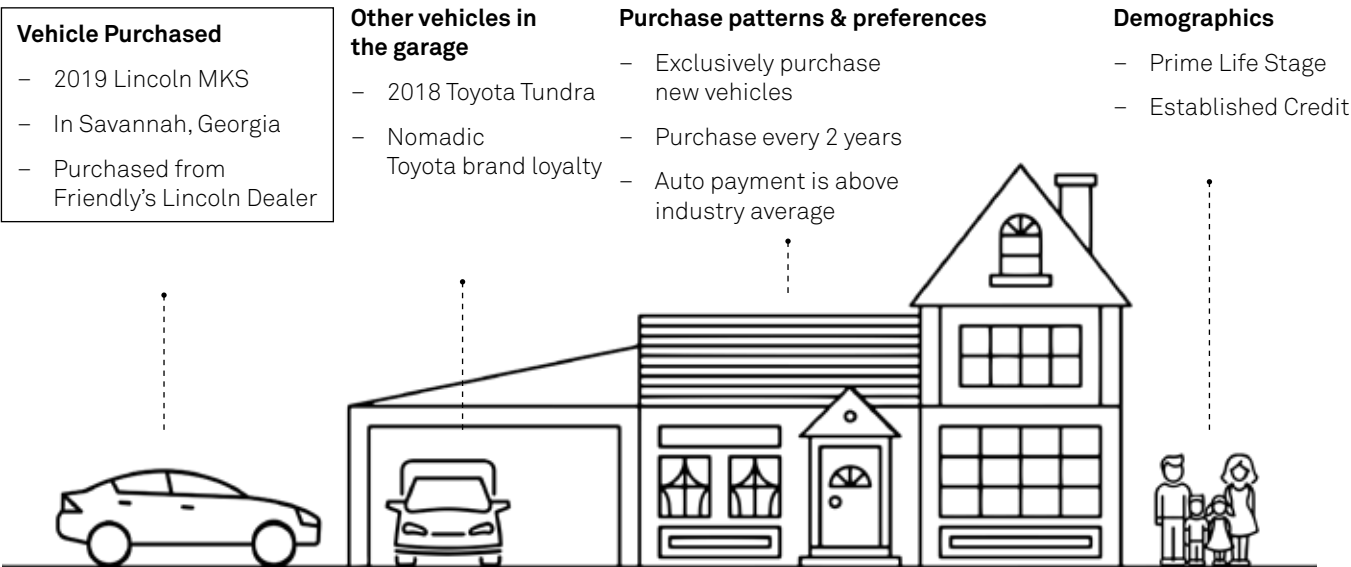 Vehicle Purchased
– 2019 Lincoln MKS
– In Savannah, Georgia
– Purchased from
Friendly’s Lincoln Dealer
Other vehicles in
the garage
– 2018 Toyota Tundra
– Nomadic
Toyota brand loyalty
Purchase patterns & preferences
– Exclusively purchase
new vehicles
– Purchase every 2 years
– Auto payment is above
industry average
Demographics
– Prime Life Stage
– Established Credit